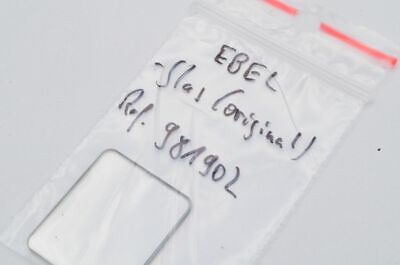 EBEL
Glas (original)
Ref. 981902